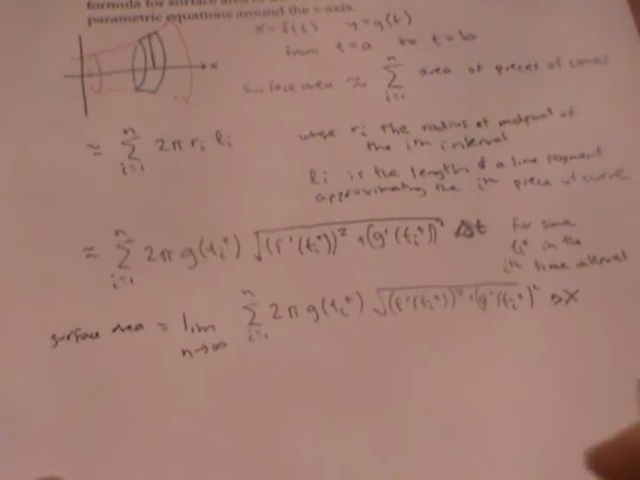 formula for surface area of
parametric equations around the x-axis.
x = f(t) y = g(t)
from t=a to t=b
x
surface area ≈ n Σ i=1 area of pieces of cones
≈ n Σ i=1 2π ri li where ri the radius at midpoint of
the ith interval
li is the length of a line segment
approximating the ith piece of curve
≈ n Σ i=1 2π g(ti*) √(f'(ti*))² + (g'(ti*))² Δt for some
ti* in the
ith time interval
surface area = lim n→∞ n Σ i=1 2π g(ti*) √(f'(ti*))² + (g'(ti*))² ΔX